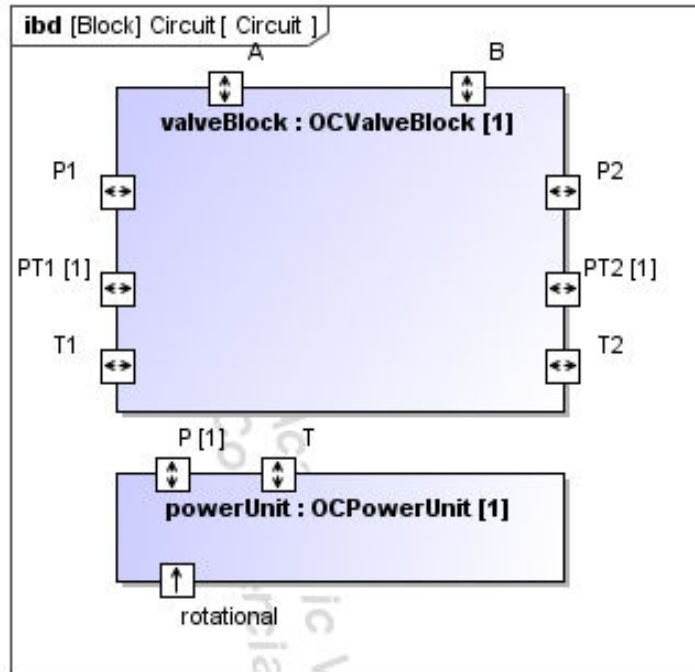 ibd [Block] Circuit [ Circuit ]
A
B
valveBlock : OCValveBlock [1]
P1
P2
PT1 [1]
PT2 [1]
T1
T2
P [1]
T
powerUnit : OCPowerUnit [1]
rotational